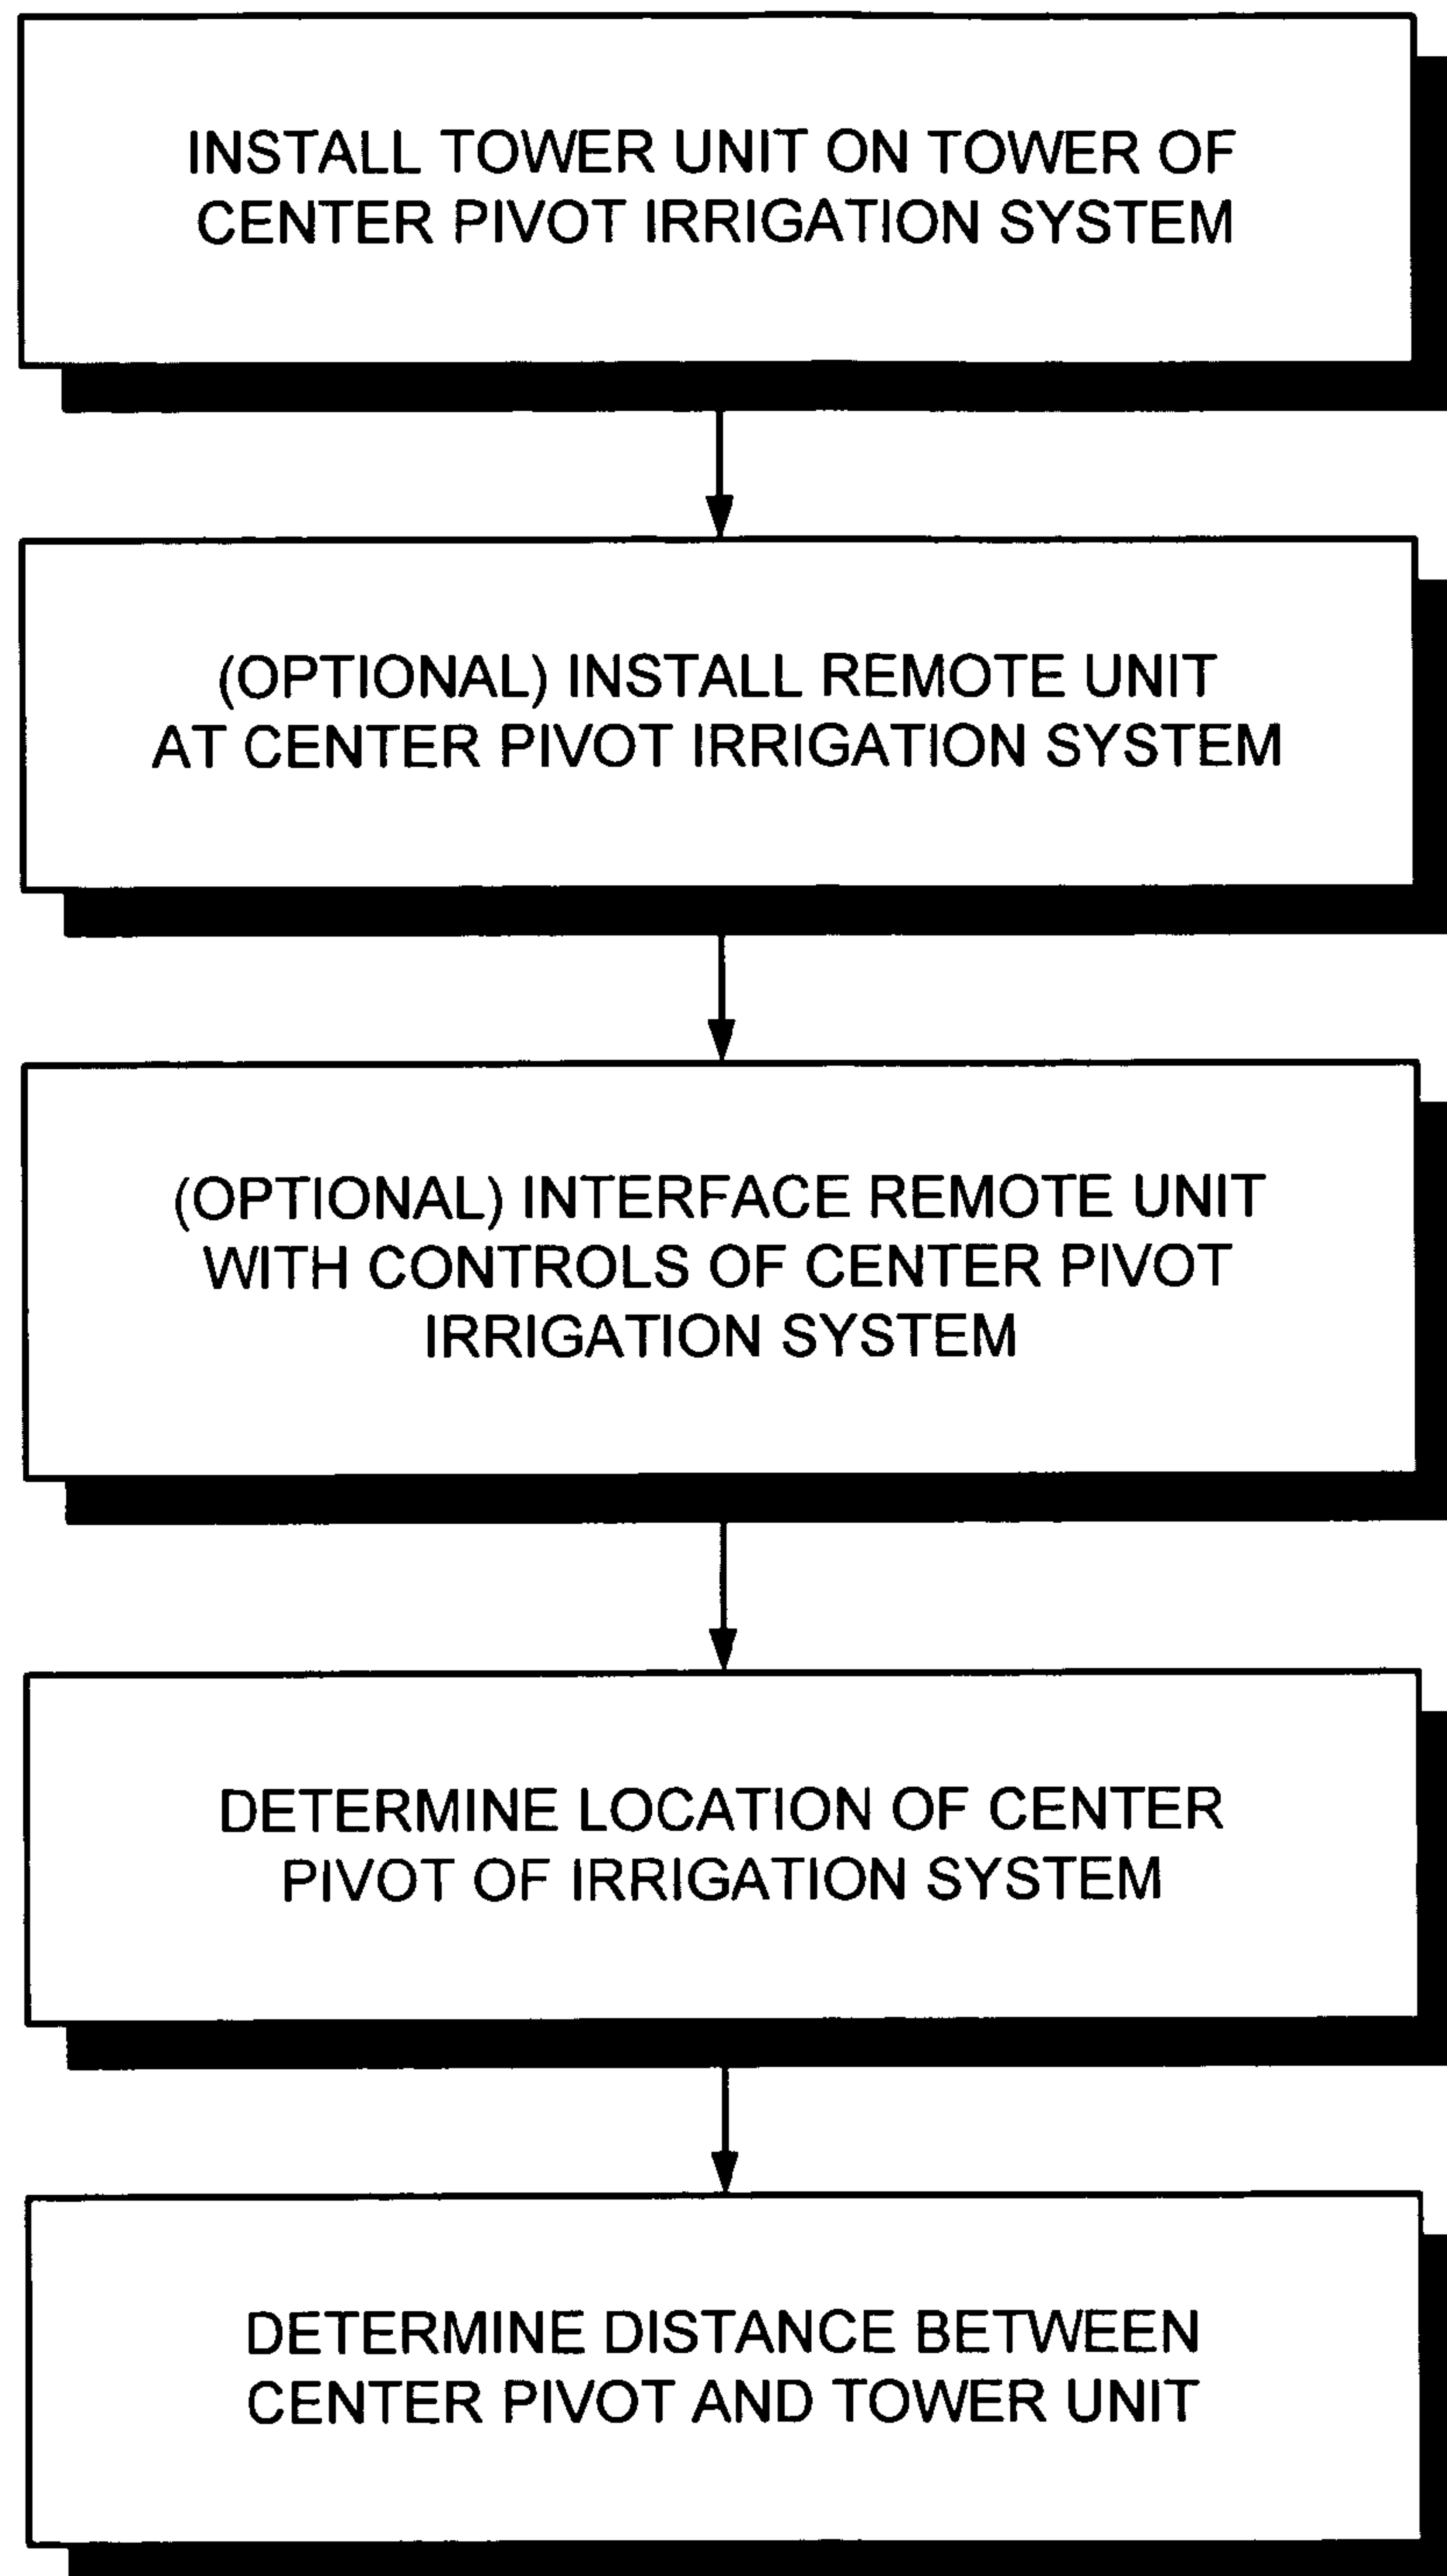 INSTALL TOWER UNIT ON TOWER OF
CENTER PIVOT IRRIGATION SYSTEM
(OPTIONAL) INSTALL REMOTE UNIT
AT CENTER PIVOT IRRIGATION SYSTEM
(OPTIONAL) INTERFACE REMOTE UNIT
WITH CONTROLS OF CENTER PIVOT
IRRIGATION SYSTEM
DETERMINE LOCATION OF CENTER
PIVOT OF IRRIGATION SYSTEM
DETERMINE DISTANCE BETWEEN
CENTER PIVOT AND TOWER UNIT